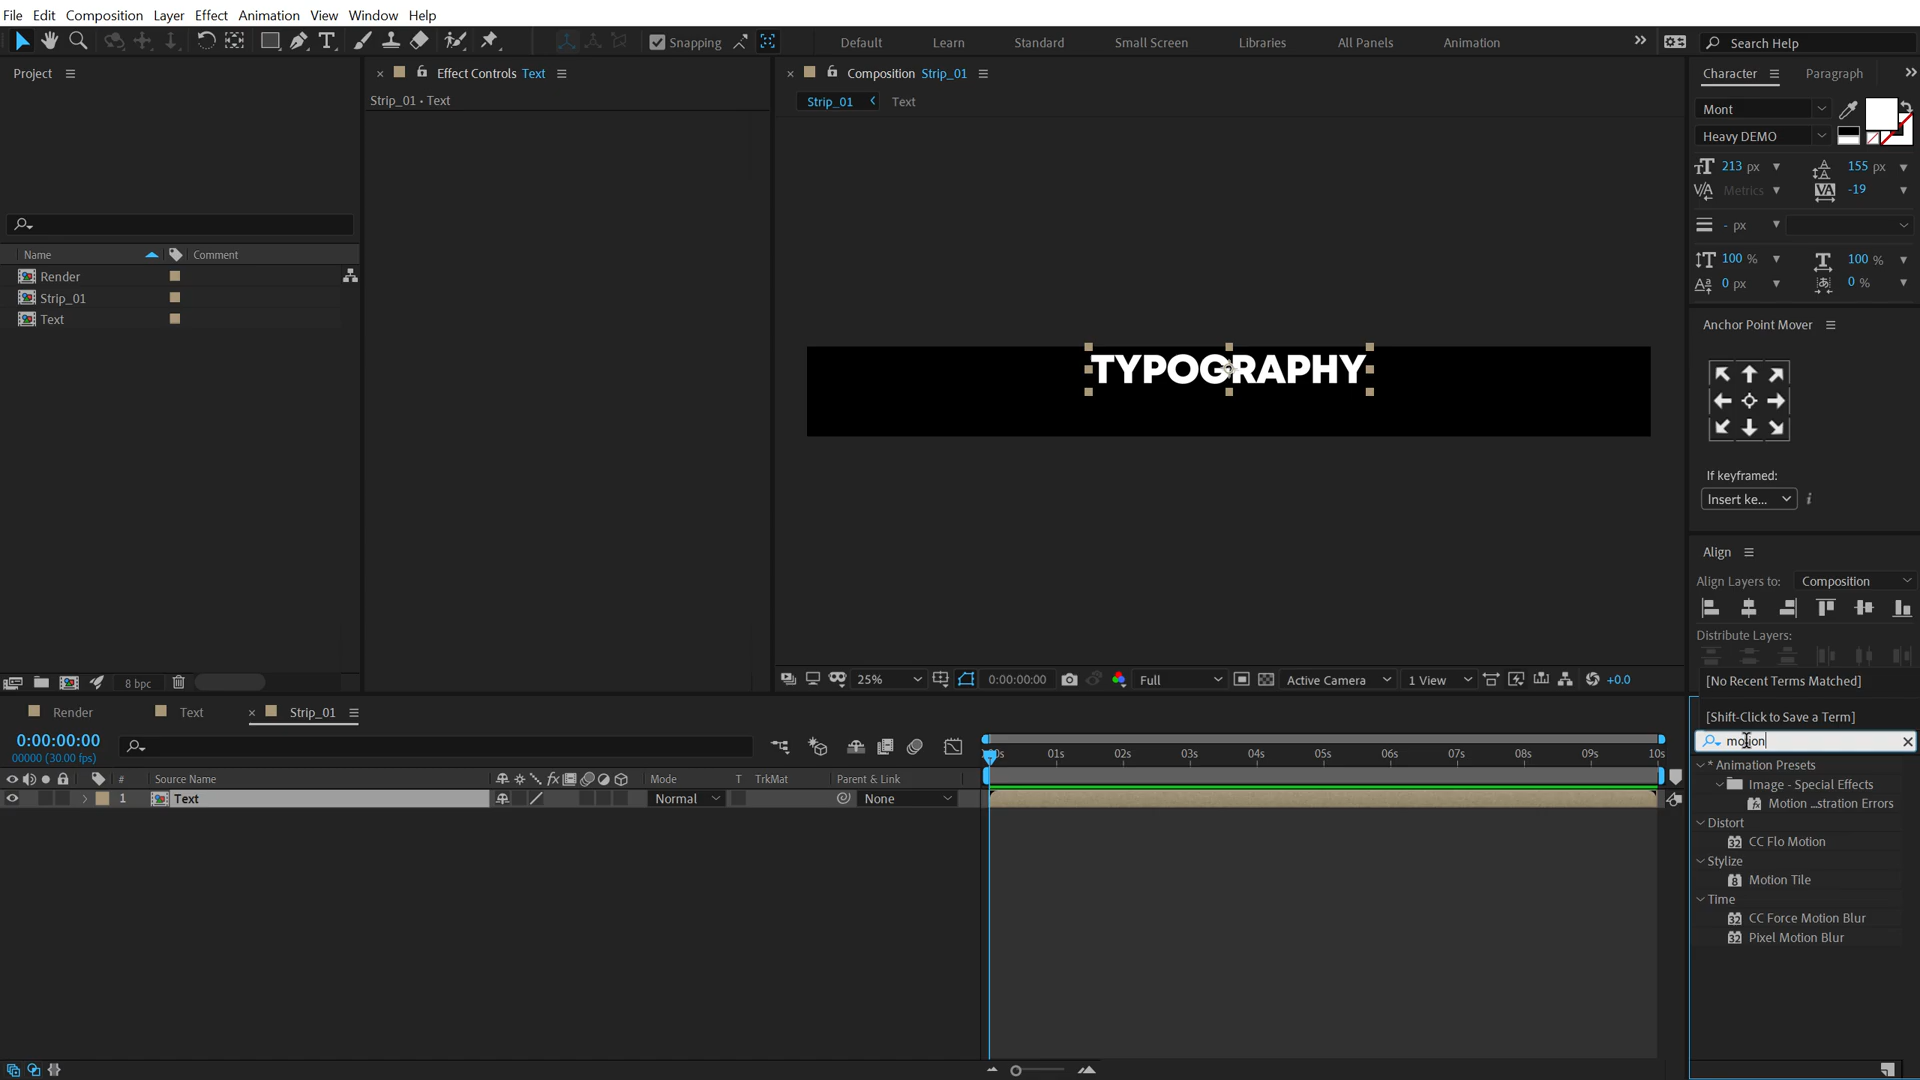 File Edit Composition Layer Effect Animation View Window Help
Snapping
Default Learn Standard Small Screen Libraries All Panels Animation
Search Help
Project
Effect Controls Text
Strip_01 • Text
Composition Strip_01
Strip_01 Text
Character Paragraph
Mont
Heavy DEMO
213 px 155 px
Metrics -19
- px
100 % 100 %
0 px 0 %
Anchor Point Mover
If keyframed:
Insert ke...
Name Comment
Render
Strip_01
Text
TYPOGRAPHY
Align
Align Layers to: Composition
Distribute Layers:
[No Recent Terms Matched]
[Shift-Click to Save a Term]
motion
* Animation Presets
Image - Special Effects
Motion ...stration Errors
Distort
CC Flo Motion
Stylize
Motion Tile
Time
CC Force Motion Blur
Pixel Motion Blur
8 bpc
25% 0:00:00:00 Full Active Camera 1 View +0.0
Render Text Strip_01
0:00:00:00
00000 (30.00 fps)
01s 02s 03s 04s 05s 06s 07s 08s 09s 10s
# Source Name Mode T TrkMat Parent & Link
1 Text Normal None